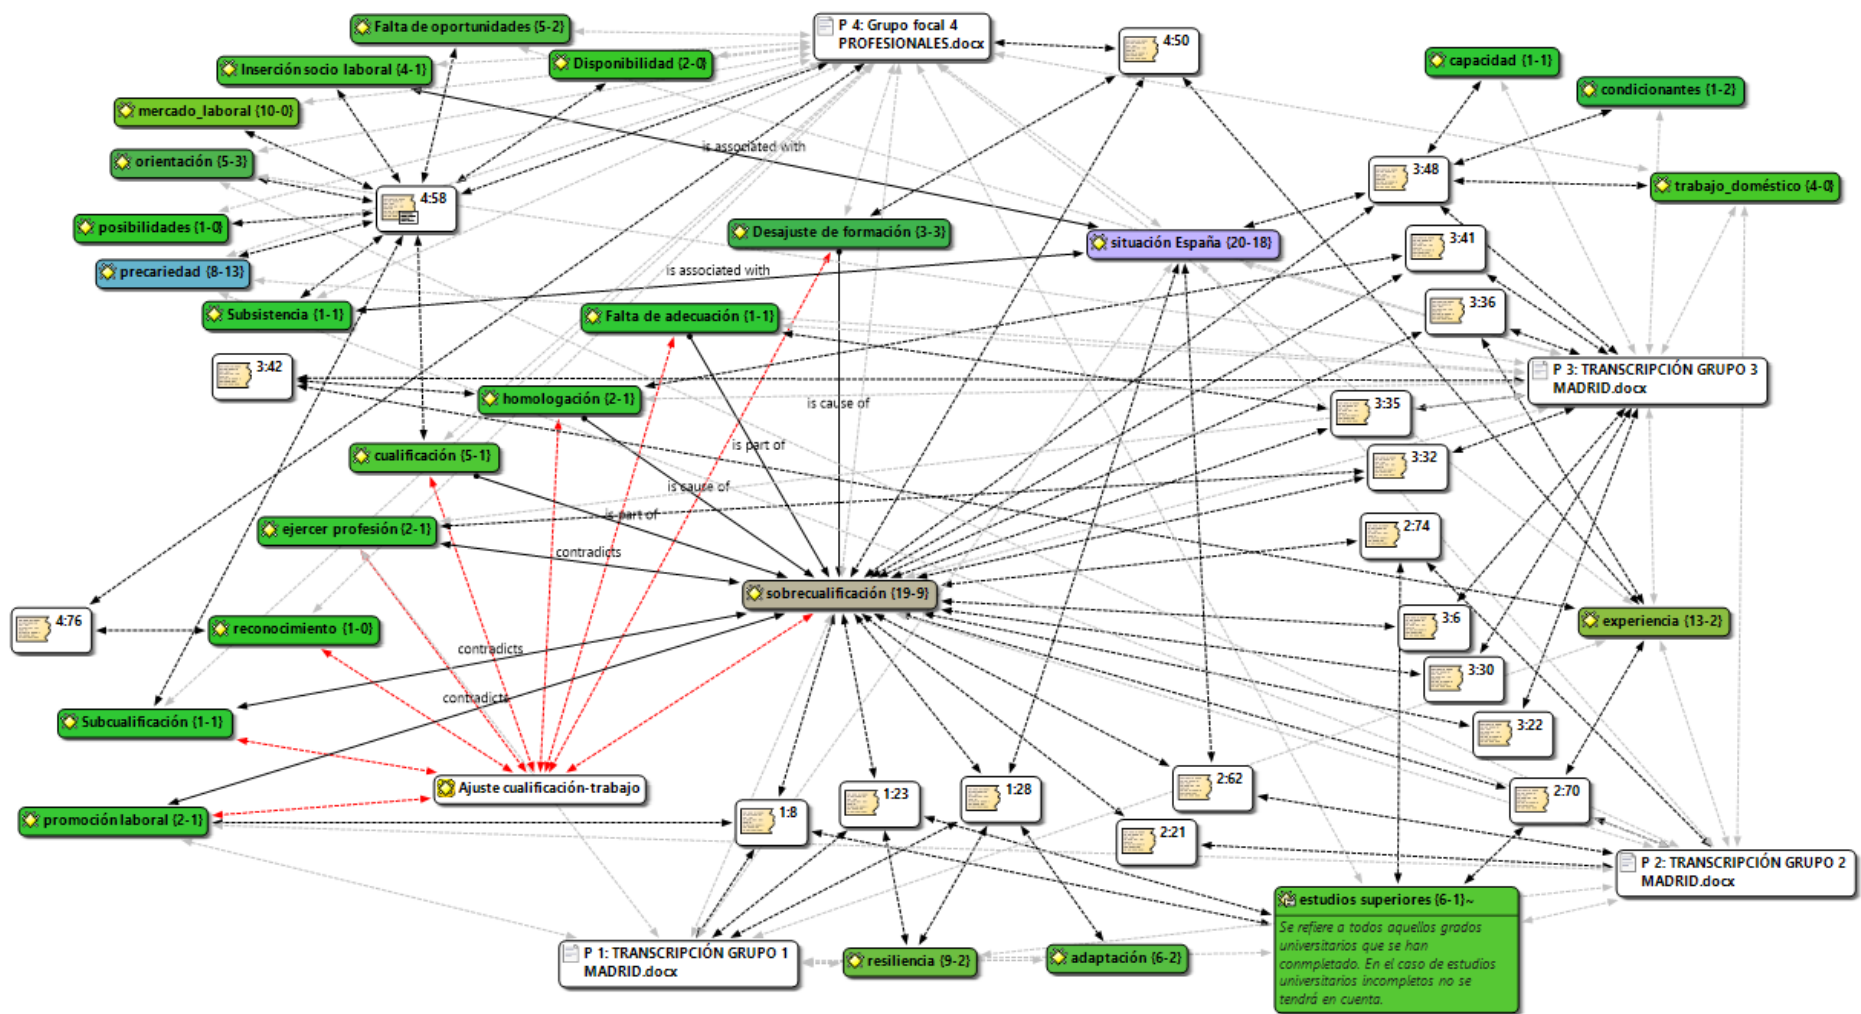 Falta de oportunidades {5-2}
P 4: Grupo focal 4
PROFESIONALES.docx
4:50
Inserción socio laboral {4-1}
Disponibilidad {2-0}
capacidad {1-1}
condicionantes {1-2}
mercado_laboral {10-0}
is associated with
orientación {5-3}
3:48
trabajo_doméstico {4-0}
4:58
posibilidades {1-0}
Desajuste de formación {3-3}
situación España {20-18}
3:41
precariedad {8-13}
is associated with
3:36
Subsistencia {1-1}
Falta de adecuación {1-1}
3:42
P 3: TRANSCRIPCIÓN GRUPO 3
MADRID.docx
homologación {2-1}
is cause of
3:35
is part of
cualificación {5-1}
3:32
is cause of
is part of
ejercer profesión {2-1}
2:74
contradicts
sobrecualificación {19-9}
4:76
reconocimiento {1-0}
3:6
experiencia {13-2}
contradicts
3:30
contradicts
Subcualificación {1-1}
3:22
Ajuste cualificación-trabajo
2:62
2:70
1:8
1:23
1:28
promoción laboral {2-1}
2:21
P 2: TRANSCRIPCIÓN GRUPO 2
MADRID.docx
estudios superiores {6-1}~
Se refiere a todos aquellos grados
universitarios que se han
conmpletado. En el caso de estudios
universitarios incompletos no se
tendrá en cuenta.
P 1: TRANSCRIPCIÓN GRUPO 1
MADRID.docx
resiliencia {9-2}
adaptación {6-2}